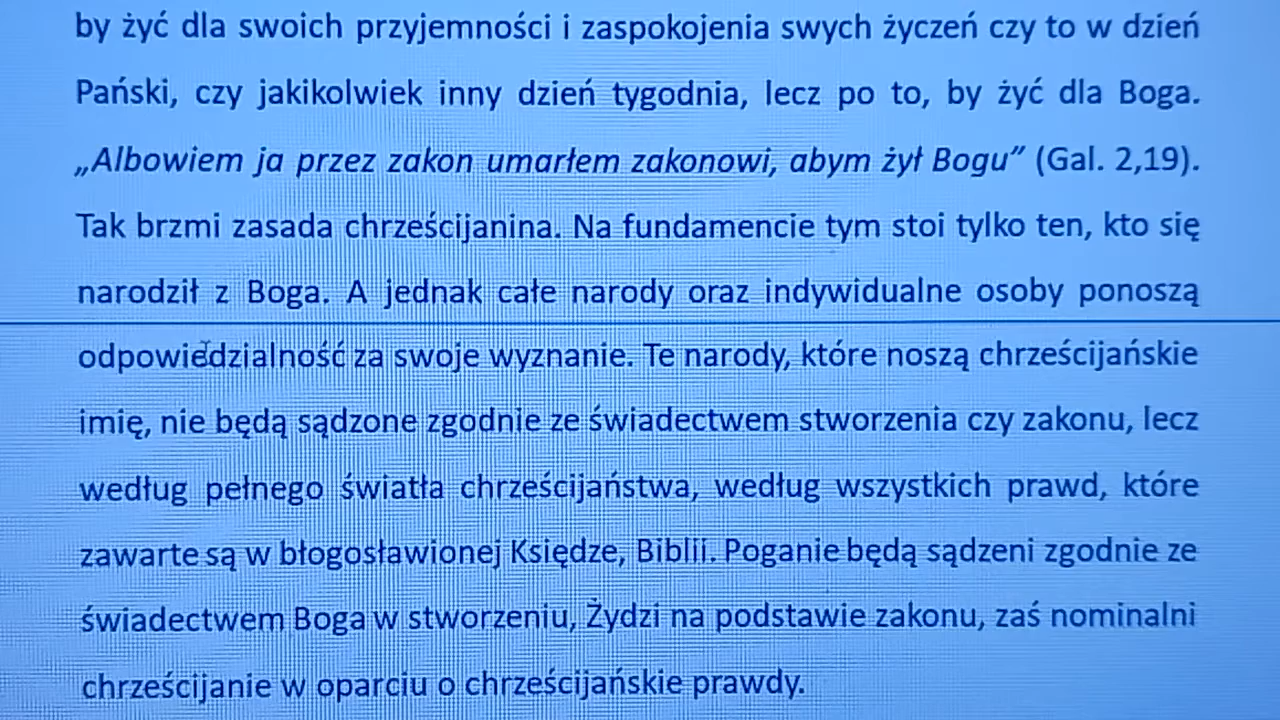 by żyć dla swoich przyjemności i zaspokojenia swych życzeń czy to w dzień
Pański, czy jakikolwiek inny dzień tygodnia, lecz po to, by żyć dla Boga.
„Albowiem ja przez zakon umarłem zakonowi, abym żył Bogu” (Gal. 2,19).
Tak brzmi zasada chrześcijanina. Na fundamencie tym stoi tylko ten, kto się
narodził z Boga. A jednak całe narody oraz indywidualne osoby ponoszą
odpowiedzialność za swoje wyznanie. Te narody, które noszą chrześcijańskie
imię, nie będą sądzone zgodnie ze świadectwem stworzenia czy zakonu, lecz
według pełnego światła chrześcijaństwa, według wszystkich prawd, które
zawarte są w błogosławionej Księdze, Biblii. Poganie będą sądzeni zgodnie ze
świadectwem Boga w stworzeniu, Żydzi na podstawie zakonu, zaś nominalni
chrześcijanie w oparciu o chrześcijańskie prawdy.